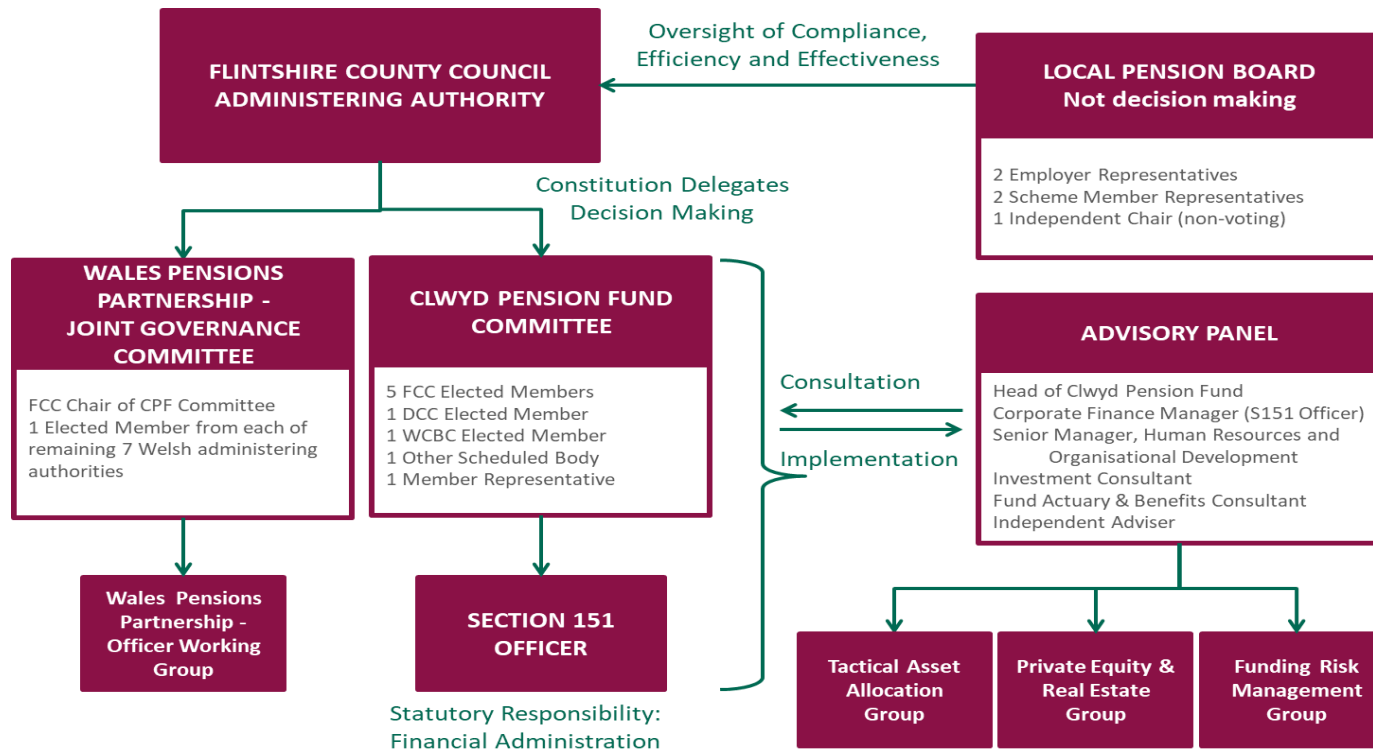 FLINTSHIRE COUNTY COUNCIL
ADMINISTERING AUTHORITY
Oversight of Compliance,
Efficiency and Effectiveness
LOCAL PENSION BOARD
Not decision making
2 Employer Representatives
2 Scheme Member Representatives
1 Independent Chair (non-voting)
Constitution Delegates
Decision Making
WALES PENSIONS
PARTNERSHIP -
JOINT GOVERNANCE
COMMITTEE
FCC Chair of CPF Committee
1 Elected Member from each of
remaining 7 Welsh administering
authorities
CLWYD PENSION FUND
COMMITTEE
5 FCC Elected Members
1 DCC Elected Member
1 WCBC Elected Member
1 Other Scheduled Body
1 Member Representative
Consultation
Implementation
ADVISORY PANEL
Head of Clwyd Pension Fund
Corporate Finance Manager (S151 Officer)
Senior Manager, Human Resources and
Organisational Development
Investment Consultant
Fund Actuary & Benefits Consultant
Independent Adviser
Wales Pensions
Partnership -
Officer Working
Group
SECTION 151
OFFICER
Statutory Responsibility:
Financial Administration
Tactical Asset
Allocation
Group
Private Equity &
Real Estate
Group
Funding Risk
Management
Group